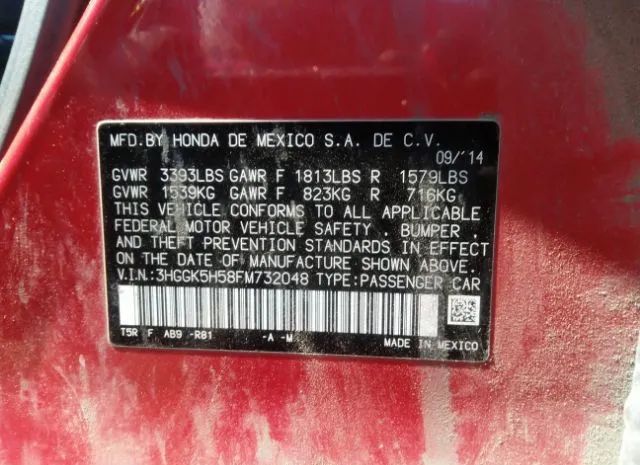 MFD.BY HONDA DE MEXICO S.A. DE C.V.
09/'14
GVWR 3393LBS GAWR F 1813LBS R 1579LBS
GVWR 1539KG GAWR F 823KG R 716KG
THIS VEHICLE CONFORMS TO ALL APPLICABLE
FEDERAL MOTOR VEHICLE SAFETY . BUMPER .
AND THEFT PREVENTION STANDARDS IN EFFECT
ON THE DATE OF MANUFACTURE SHOWN ABOVE.
V.I.N.:3HGGK5H58FM732048 TYPE:PASSENGER CAR
T5R F AB9 -R81 -A -M
MADE IN MEXICO